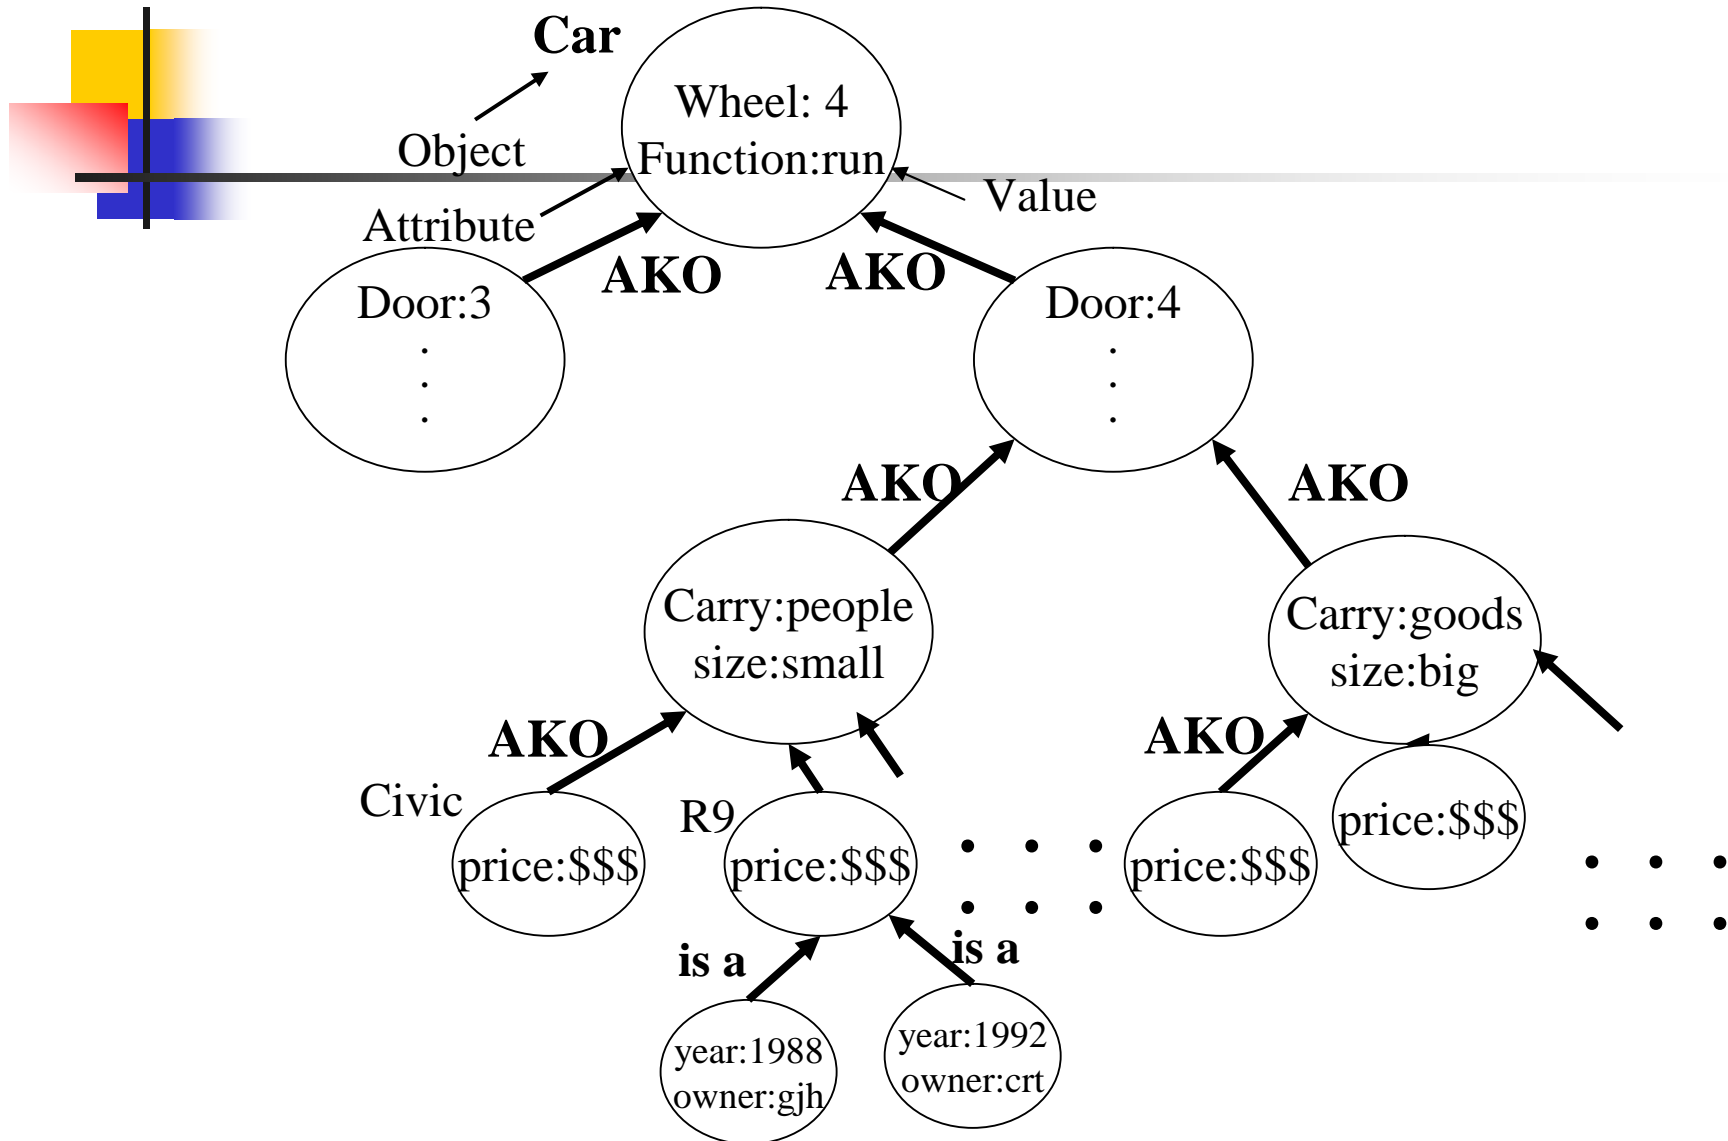 Car
Wheel: 4
Object
Function:run
Value
Attribute
AKO
AKO
Door:3
.
.
.
Door:4
.
.
.
AKO
AKO
Carry:people
size:small
Carry:goods
size:big
AKO
AKO
Civic
R9
price:$$$
price:$$$
price:$$$
price:$$$
. . .
. . .
. . .
. . .
is a
is a
year:1988
owner:gjh
year:1992
owner:crt